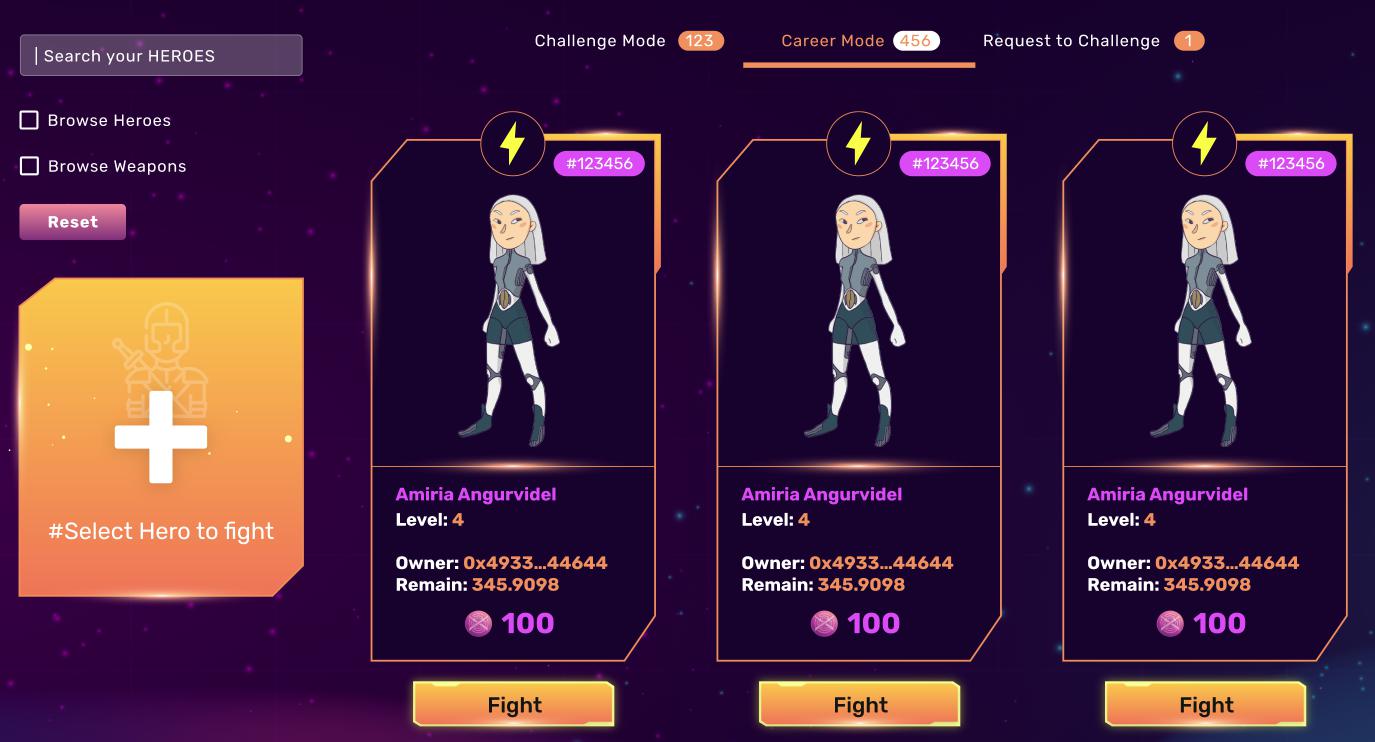 Search your HEROES
Challenge Mode 123
Career Mode 456
Request to Challenge 1
Browse Heroes
Browse Weapons
Reset
#Select Hero to fight
#123456
Amiria Angurvidel
Level: 4
Owner: 0x4933...44644
Remain: 345.9098
100
Fight
#123456
Amiria Angurvidel
Level: 4
Owner: 0x4933...44644
Remain: 345.9098
100
Fight
#123456
Amiria Angurvidel
Level: 4
Owner: 0x4933...44644
Remain: 345.9098
100
Fight